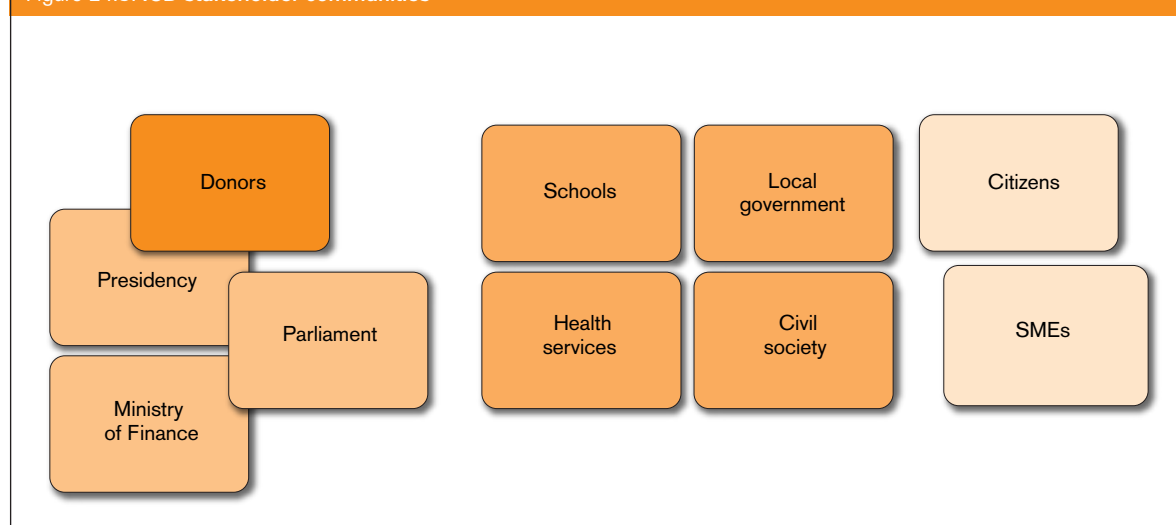 Donors
Presidency
Parliament
Ministry
of Finance
Schools
Local
government
Health
services
Civil
society
Citizens
SMEs